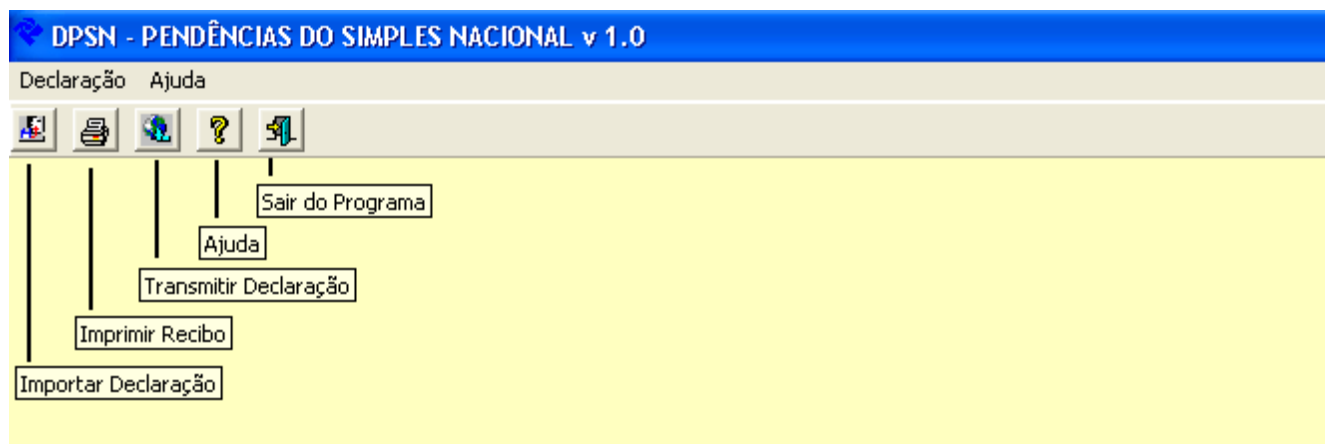 DPSN - PENDÊNCIAS DO SIMPLES NACIONAL v 1.0
Declaração Ajuda
Sair do Programa
Ajuda
Transmitir Declaração
Imprimir Recibo
Importar Declaração